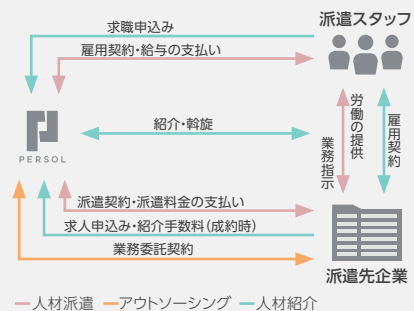 求職申込み
派遣スタッフ
雇用契約・給与の支払い
紹介・斡旋
PERSOL
業務指示
労働の提供
雇用契約
派遣契約・派遣料金の支払い
求人申込み・紹介手数料(成約時)
業務委託契約
派遣先企業
人材派遣 アウトソーシング 人材紹介